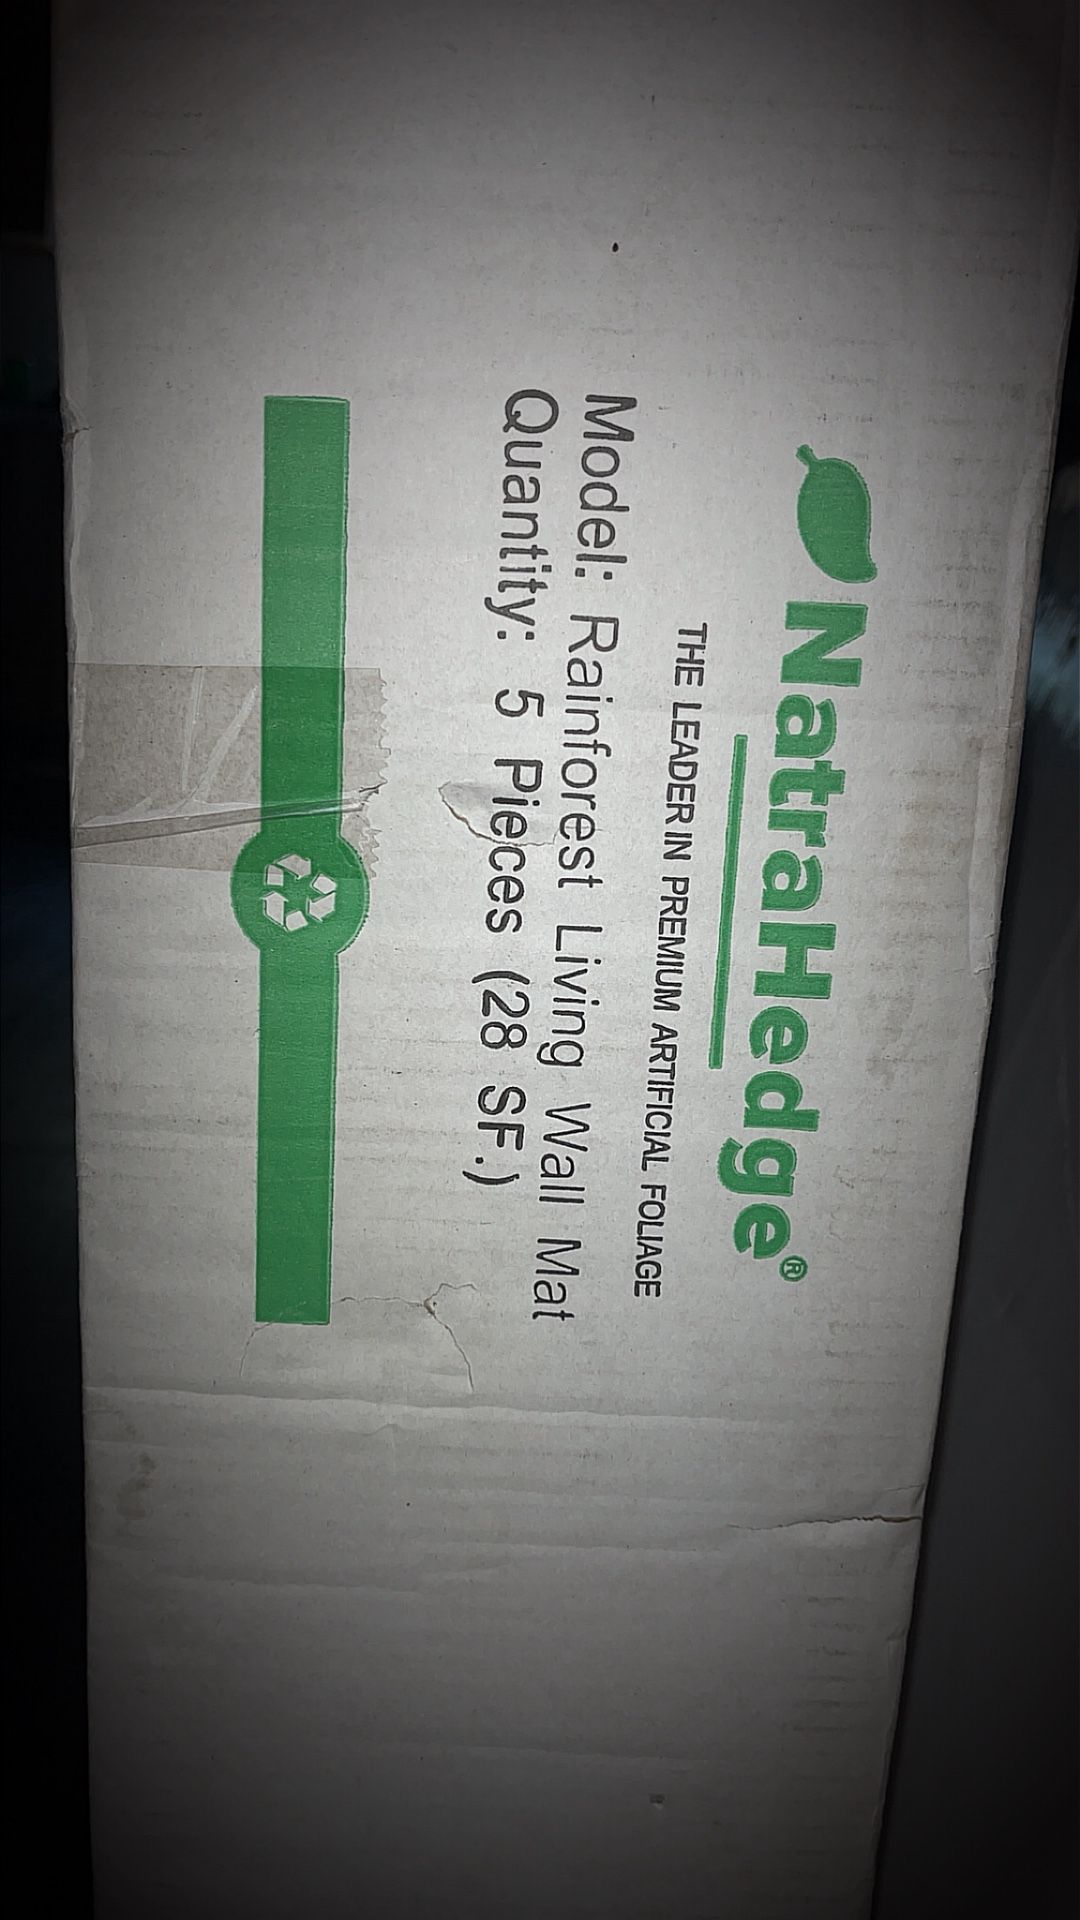 NatraHedge®
THE LEADER IN PREMIUM ARTIFICIAL FOLIAGE
Model: Rainforest Living Wall Mat
Quantity: 5 Pieces (28 SF.)